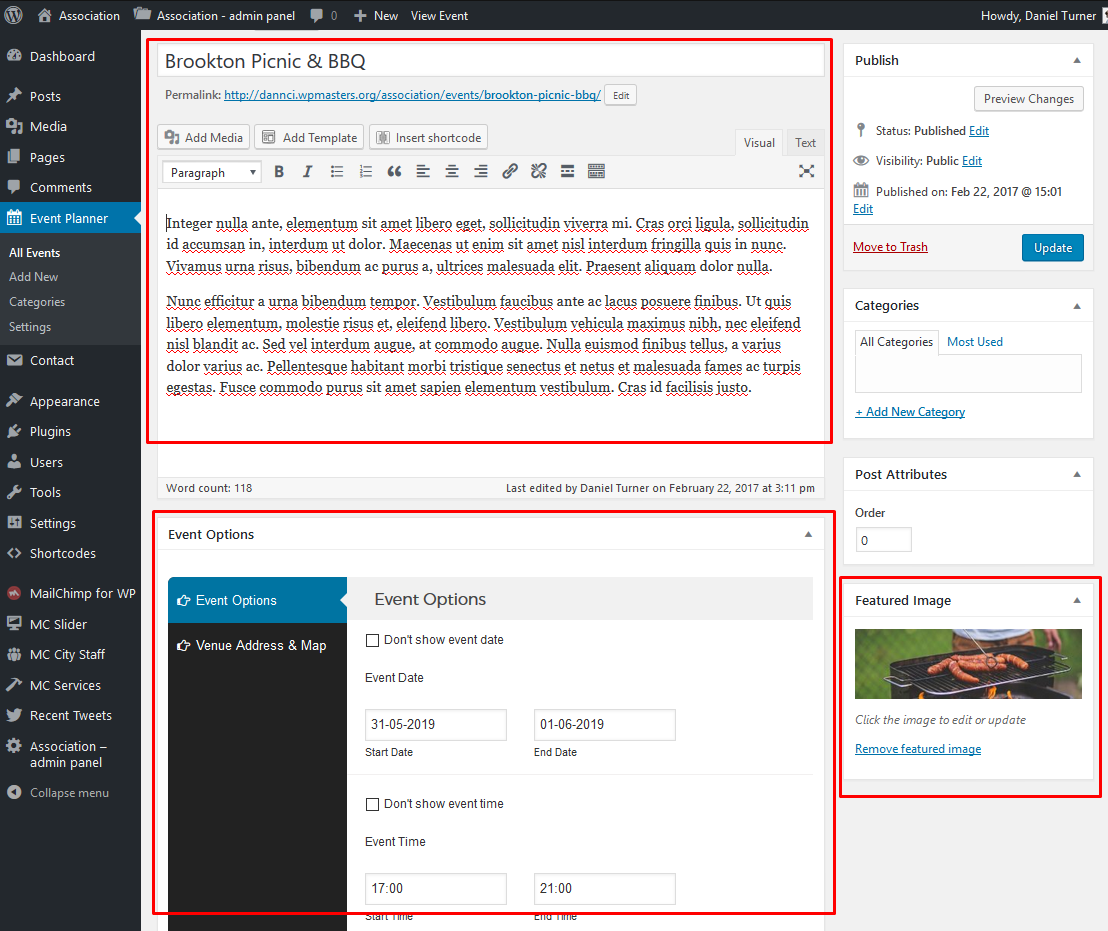 Association
Association - admin panel
0
New
View Event
Howdy, Daniel Turner
Dashboard
Posts
Media
Pages
Comments
Event Planner
All Events
Add New
Categories
Settings
Contact
Appearance
Plugins
Users
Tools
Settings
Shortcodes
MailChimp for WP
MC Slider
MC City Staff
MC Services
Recent Tweets
Association –
admin panel
Collapse menu
Brookton Picnic & BBQ
Permalink: http://dannci.wpmasters.org/association/events/brookton-picnic-bbq/ Edit
Add Media
Add Template
Insert shortcode
Visual
Text
Paragraph
B I
Integer nulla ante, elementum sit amet libero eget, sollicitudin viverra mi. Cras orci ligula, sollicitudin
id accumsan in, interdum ut dolor. Maecenas ut enim sit amet nisl interdum fringilla quis in nunc.
Vivamus urna risus, bibendum ac purus a, ultrices malesuada elit. Praesent aliquam dolor nulla.
Nunc efficitur a urna bibendum tempor. Vestibulum faucibus ante ac lacus posuere finibus. Ut quis
libero elementum, molestie risus et, eleifend libero. Vestibulum vehicula maximus nibh, nec eleifend
nisl blandit ac. Sed vel interdum augue, at commodo augue. Nulla euismod finibus tellus, a varius
dolor varius ac. Pellentesque habitant morbi tristique senectus et netus et malesuada fames ac turpis
egestas. Fusce commodo purus sit amet sapien elementum vestibulum. Cras id facilisis justo.
Word count: 118
Last edited by Daniel Turner on February 22, 2017 at 3:11 pm
Event Options
Event Options
Venue Address & Map
Event Options
Don't show event date
Event Date
31-05-2019
01-06-2019
Start Date
End Date
Don't show event time
Event Time
17:00
21:00
Start Time
End Time
Publish
Preview Changes
Status: Published Edit
Visibility: Public Edit
Published on: Feb 22, 2017 @ 15:01
Edit
Move to Trash
Update
Categories
All Categories
Most Used
+ Add New Category
Post Attributes
Order
0
Featured Image
Click the image to edit or update
Remove featured image